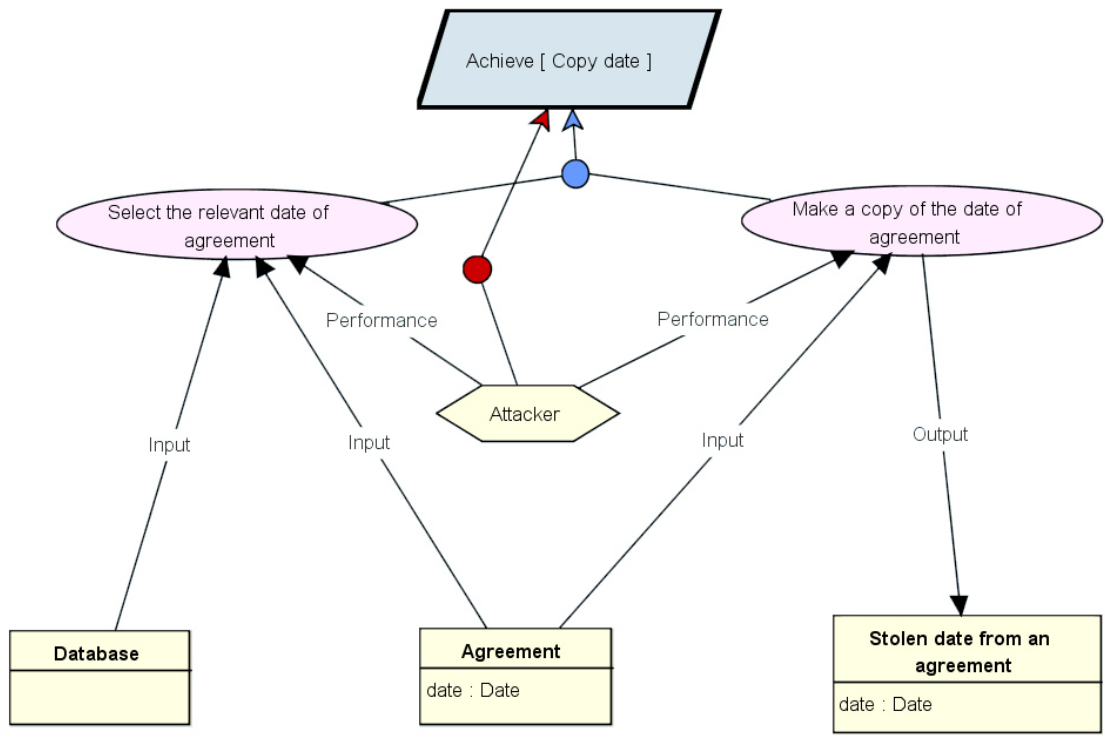 Achieve [ Copy date ]
Select the relevant date of
agreement
Make a copy of the date of
agreement
Performance
Performance
Attacker
Input
Input
Input
Output
Database
Agreement
date : Date
Stolen date from an
agreement
date : Date